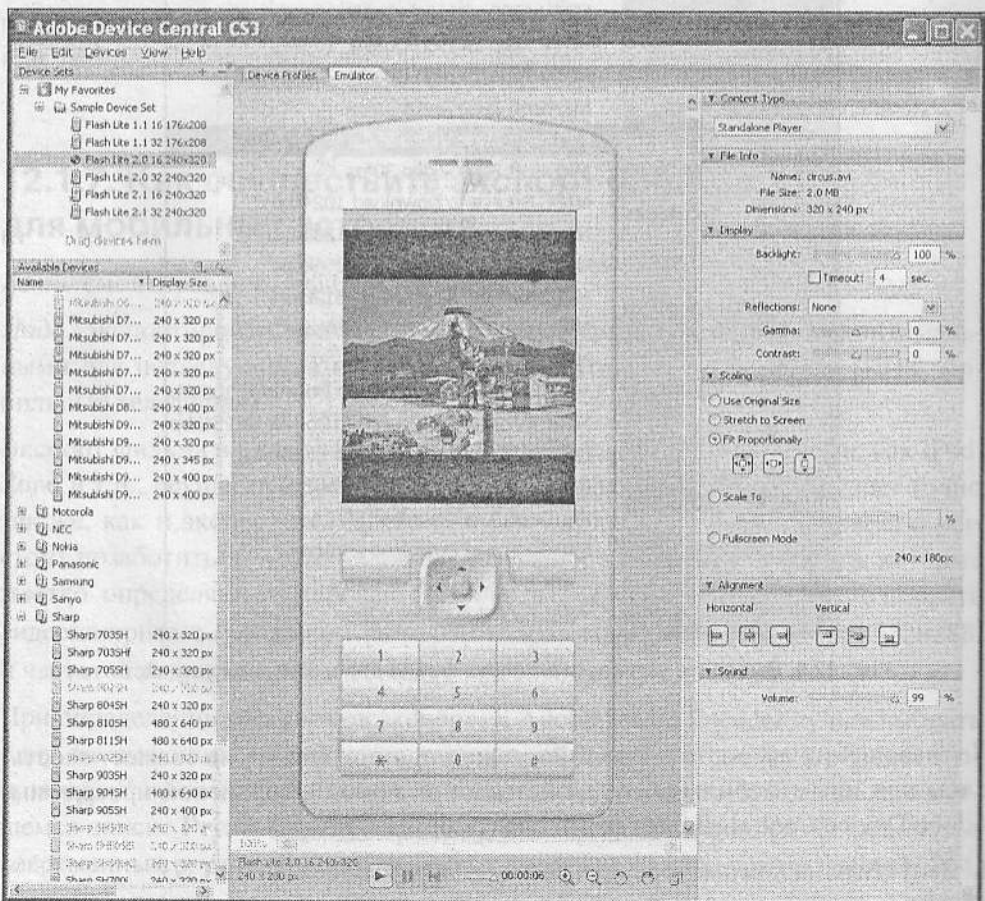 Adobe Device Central CS3
File Edit Devices View Help
Device Sets
Device Profiles Emulator
My Favorites
Sample Device Set
Flash Lite 1.1 16 176x208
Flash Lite 1.1 32 176x208
Flash Lite 2.0 16 240x320
Flash Lite 2.0 32 240x320
Flash Lite 2.1 16 240x320
Flash Lite 2.1 32 240x320
Drag devices here
Available Devices
Name Display Size
Mitsubishi D7... 240 x 320 px
Mitsubishi D7... 240 x 320 px
Mitsubishi D7... 240 x 320 px
Mitsubishi D7... 240 x 320 px
Mitsubishi D7... 240 x 320 px
Mitsubishi D8... 240 x 400 px
Mitsubishi D9... 240 x 320 px
Mitsubishi D9... 240 x 320 px
Mitsubishi D9... 240 x 345 px
Mitsubishi D9... 240 x 400 px
Mitsubishi D9... 240 x 400 px
Motorola
NEC
Nokia
Panasonic
Samsung
Sanyo
Sharp
Sharp 703SH 240 x 320 px
Sharp 703SHf 240 x 320 px
Sharp 705SH 240 x 320 px
Sharp 804SH 240 x 320 px
Sharp 810SH 480 x 640 px
Sharp 811SH 480 x 640 px
Sharp 903SH 240 x 320 px
Sharp 904SH 480 x 640 px
Sharp 905SH 240 x 400 px
1 2 3
4 5 6
7 8 9
* 0 #
100%
Flash Lite 2.0 16 240x320
00:00:06
Content Type
Standalone Player
File Info
Name: circus.avi
File Size: 2.0 MB
Dimensions: 320 x 240 px
Display
Backlight: 100 %
Timeout: 4 sec.
Reflections: None
Gamma: 0 %
Contrast: 0 %
Scaling
Use Original Size
Stretch to Screen
Fit Proportionally
Scale To
%
Fullscreen Mode
240 x 180px
Alignment
Horizontal Vertical
Sound
Volume: 99 %